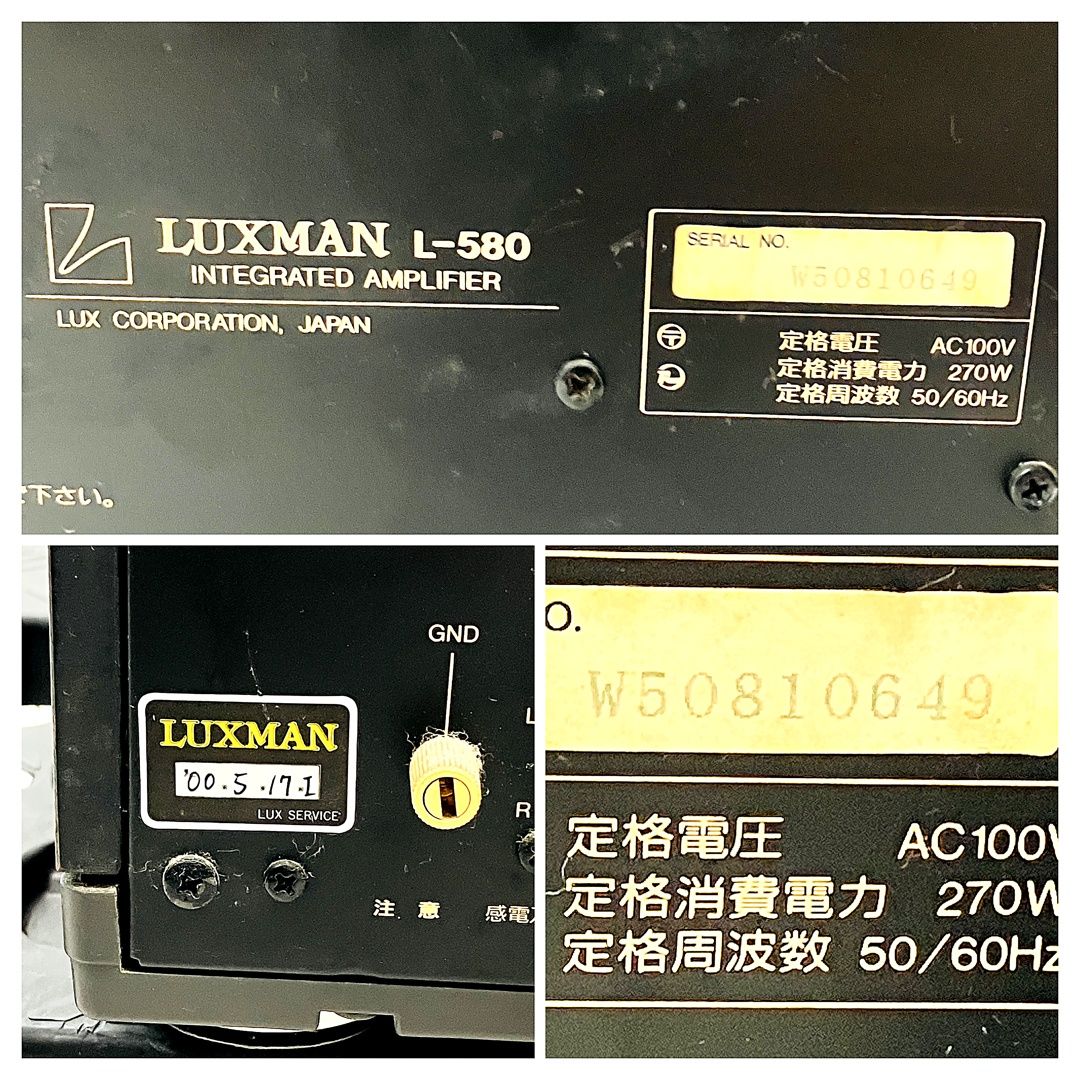 LUXMAN L-580
INTEGRATED AMPLIFIER
LUX CORPORATION, JAPAN
SERIAL NO.
W50810649
定格電圧 AC100V
定格消費電力 270W
定格周波数 50/60Hz
下さい。
GND
LUXMAN
'00.5.17.I
LUX SERVICE
L
R
注 意
感電
O.
W50810649
定格電圧 AC100V
定格消費電力 270W
定格周波数 50/60Hz